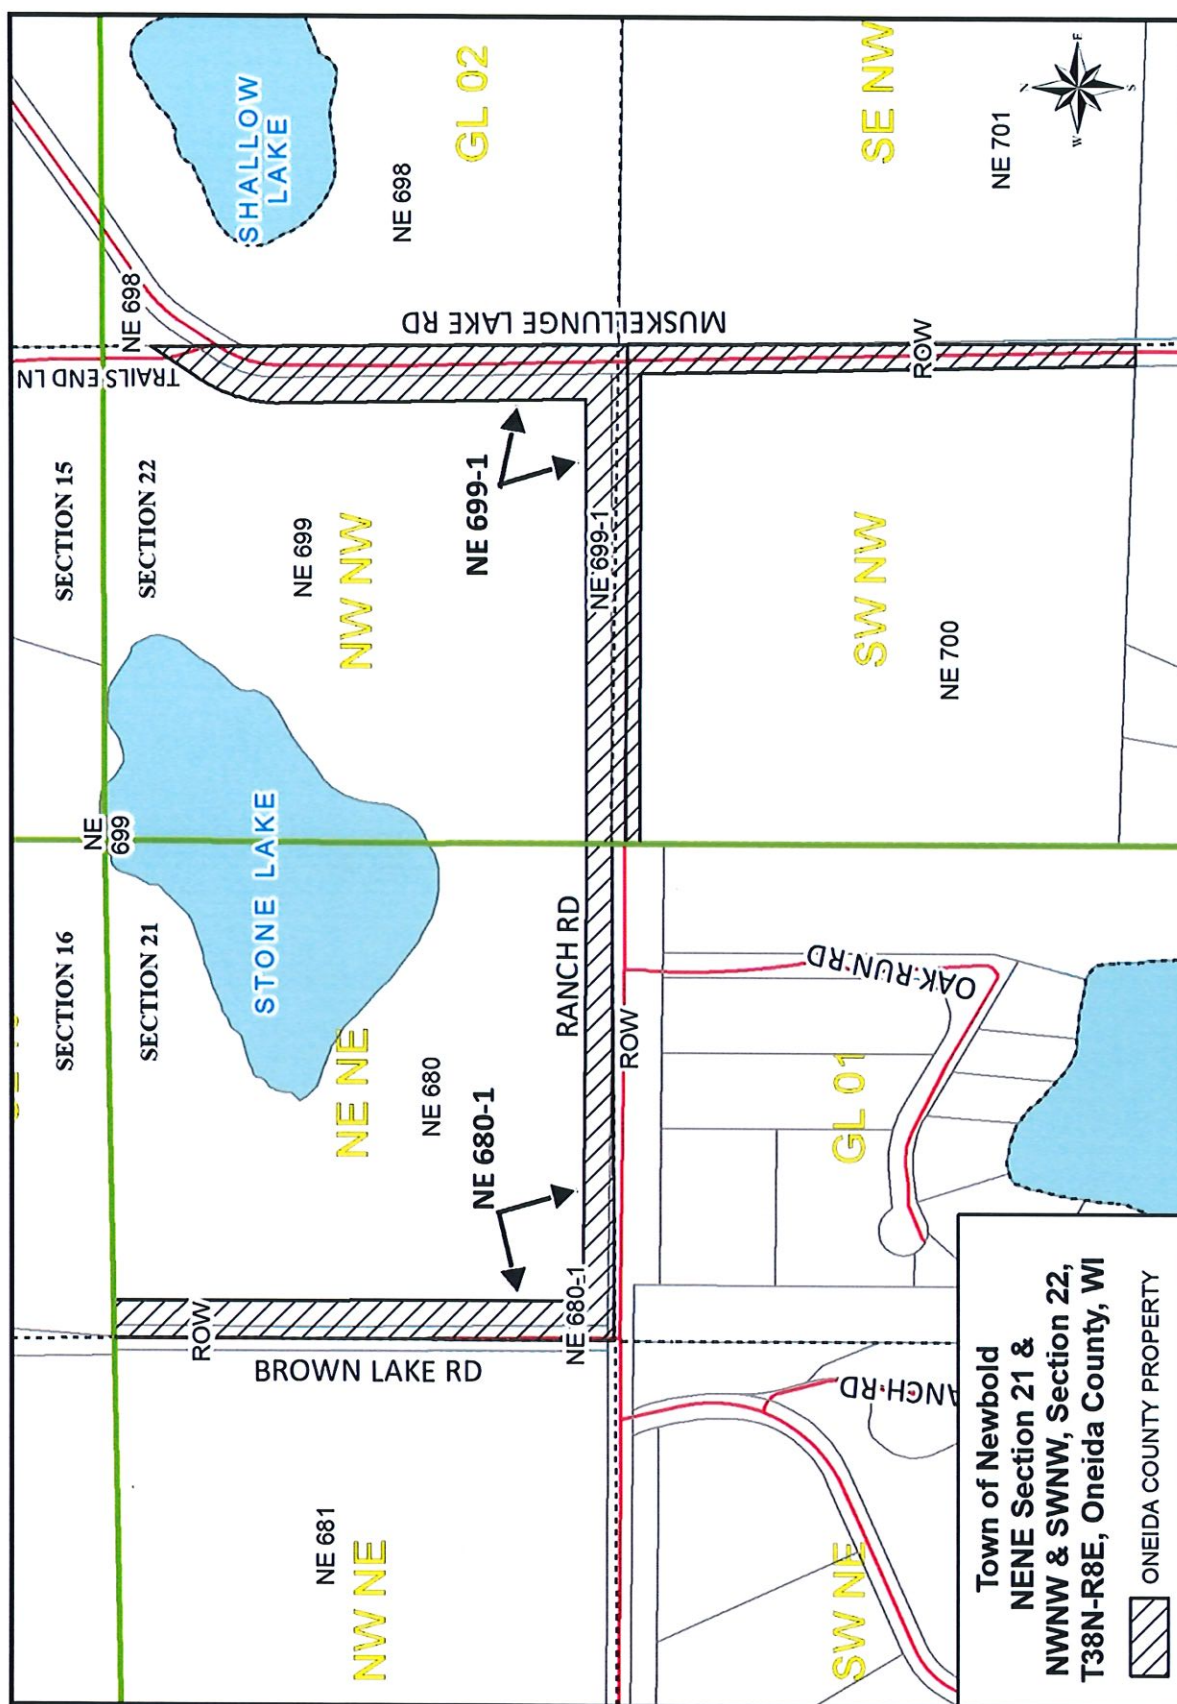 SECTION 16
SECTION 15
SECTION 21
SECTION 22
NE
699
NE 698
TRAILS END LN
SHALLOW
LAKE
STONE LAKE
ROW
NE 681
NW NE
NE NE
NE 680
NE 699
NW NW
NE 698
GL 02
BROWN LAKE RD
NE 680-1
NE 699-1
MUSKELLUNGE LAKE RD
RANCH RD
NE 680-1
NE 699-1
ROW
OAK RUN RD
ANCH RD
SW NE
GL 01
SW NW
NE 700
ROW
SE NW
NE 701
N
E
S
W
Town of Newbold
NENE Section 21 &
NWNW & SWNW, Section 22,
T38N-R8E, Oneida County, WI
ONEIDA COUNTY PROPERTY